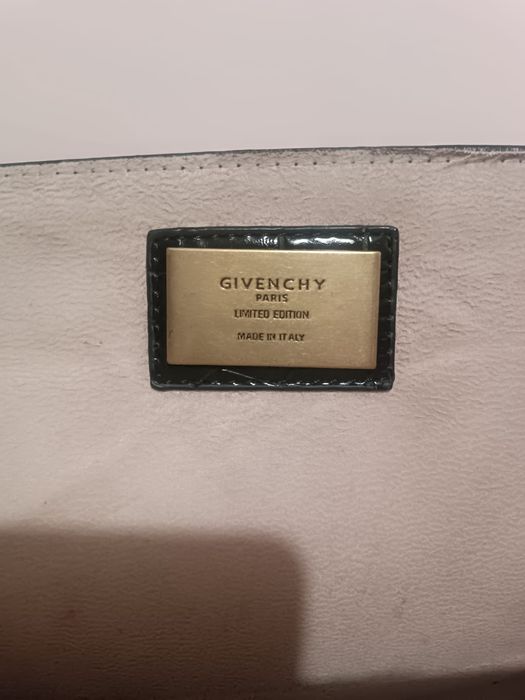 GIVENCHY
PARIS
LIMITED EDITION
MADE IN ITALY